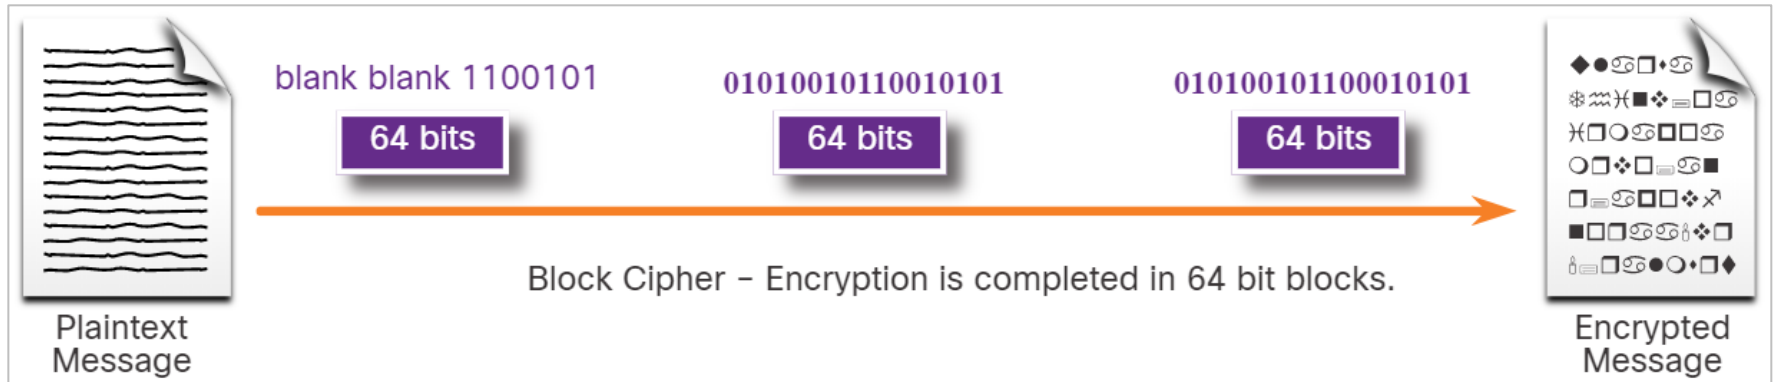 blank blank 1100101
01010010110010101
010100101100010101
64 bits
64 bits
64 bits
Block Cipher – Encryption is completed in 64 bit blocks.
Plaintext
Message
Encrypted
Message